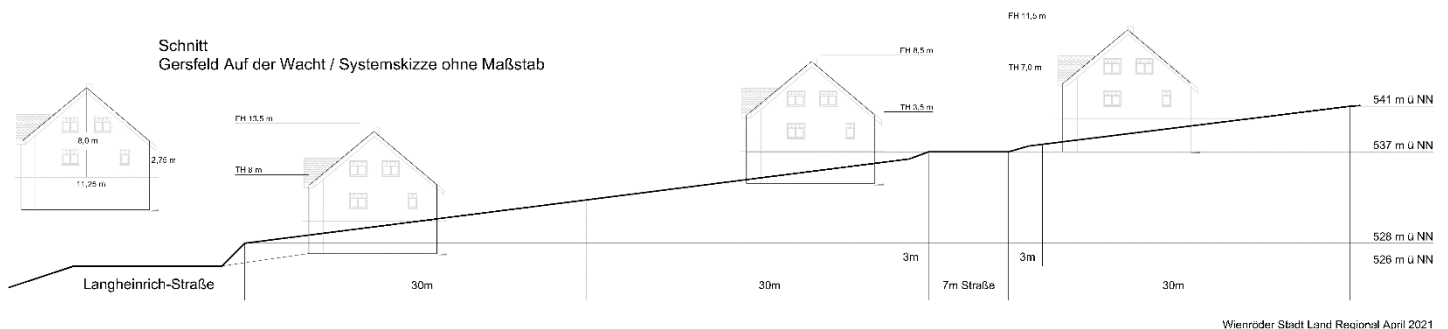 Schnitt
Gersfeld Auf der Wacht / Systemskizze ohne Maßstab
8,0 m
2,75 m
11,25 m
FH 13,5 m
TH 8 m
FH 8,5 m
TH 3,5 m
FH 11,5 m
TH 7,0 m
541 m ü NN
537 m ü NN
528 m ü NN
526 m ü NN
Langheinrich-Straße
30m
30m
3m
7m Straße
3m
30m
Wienröder Stadt Land Regional April 2021